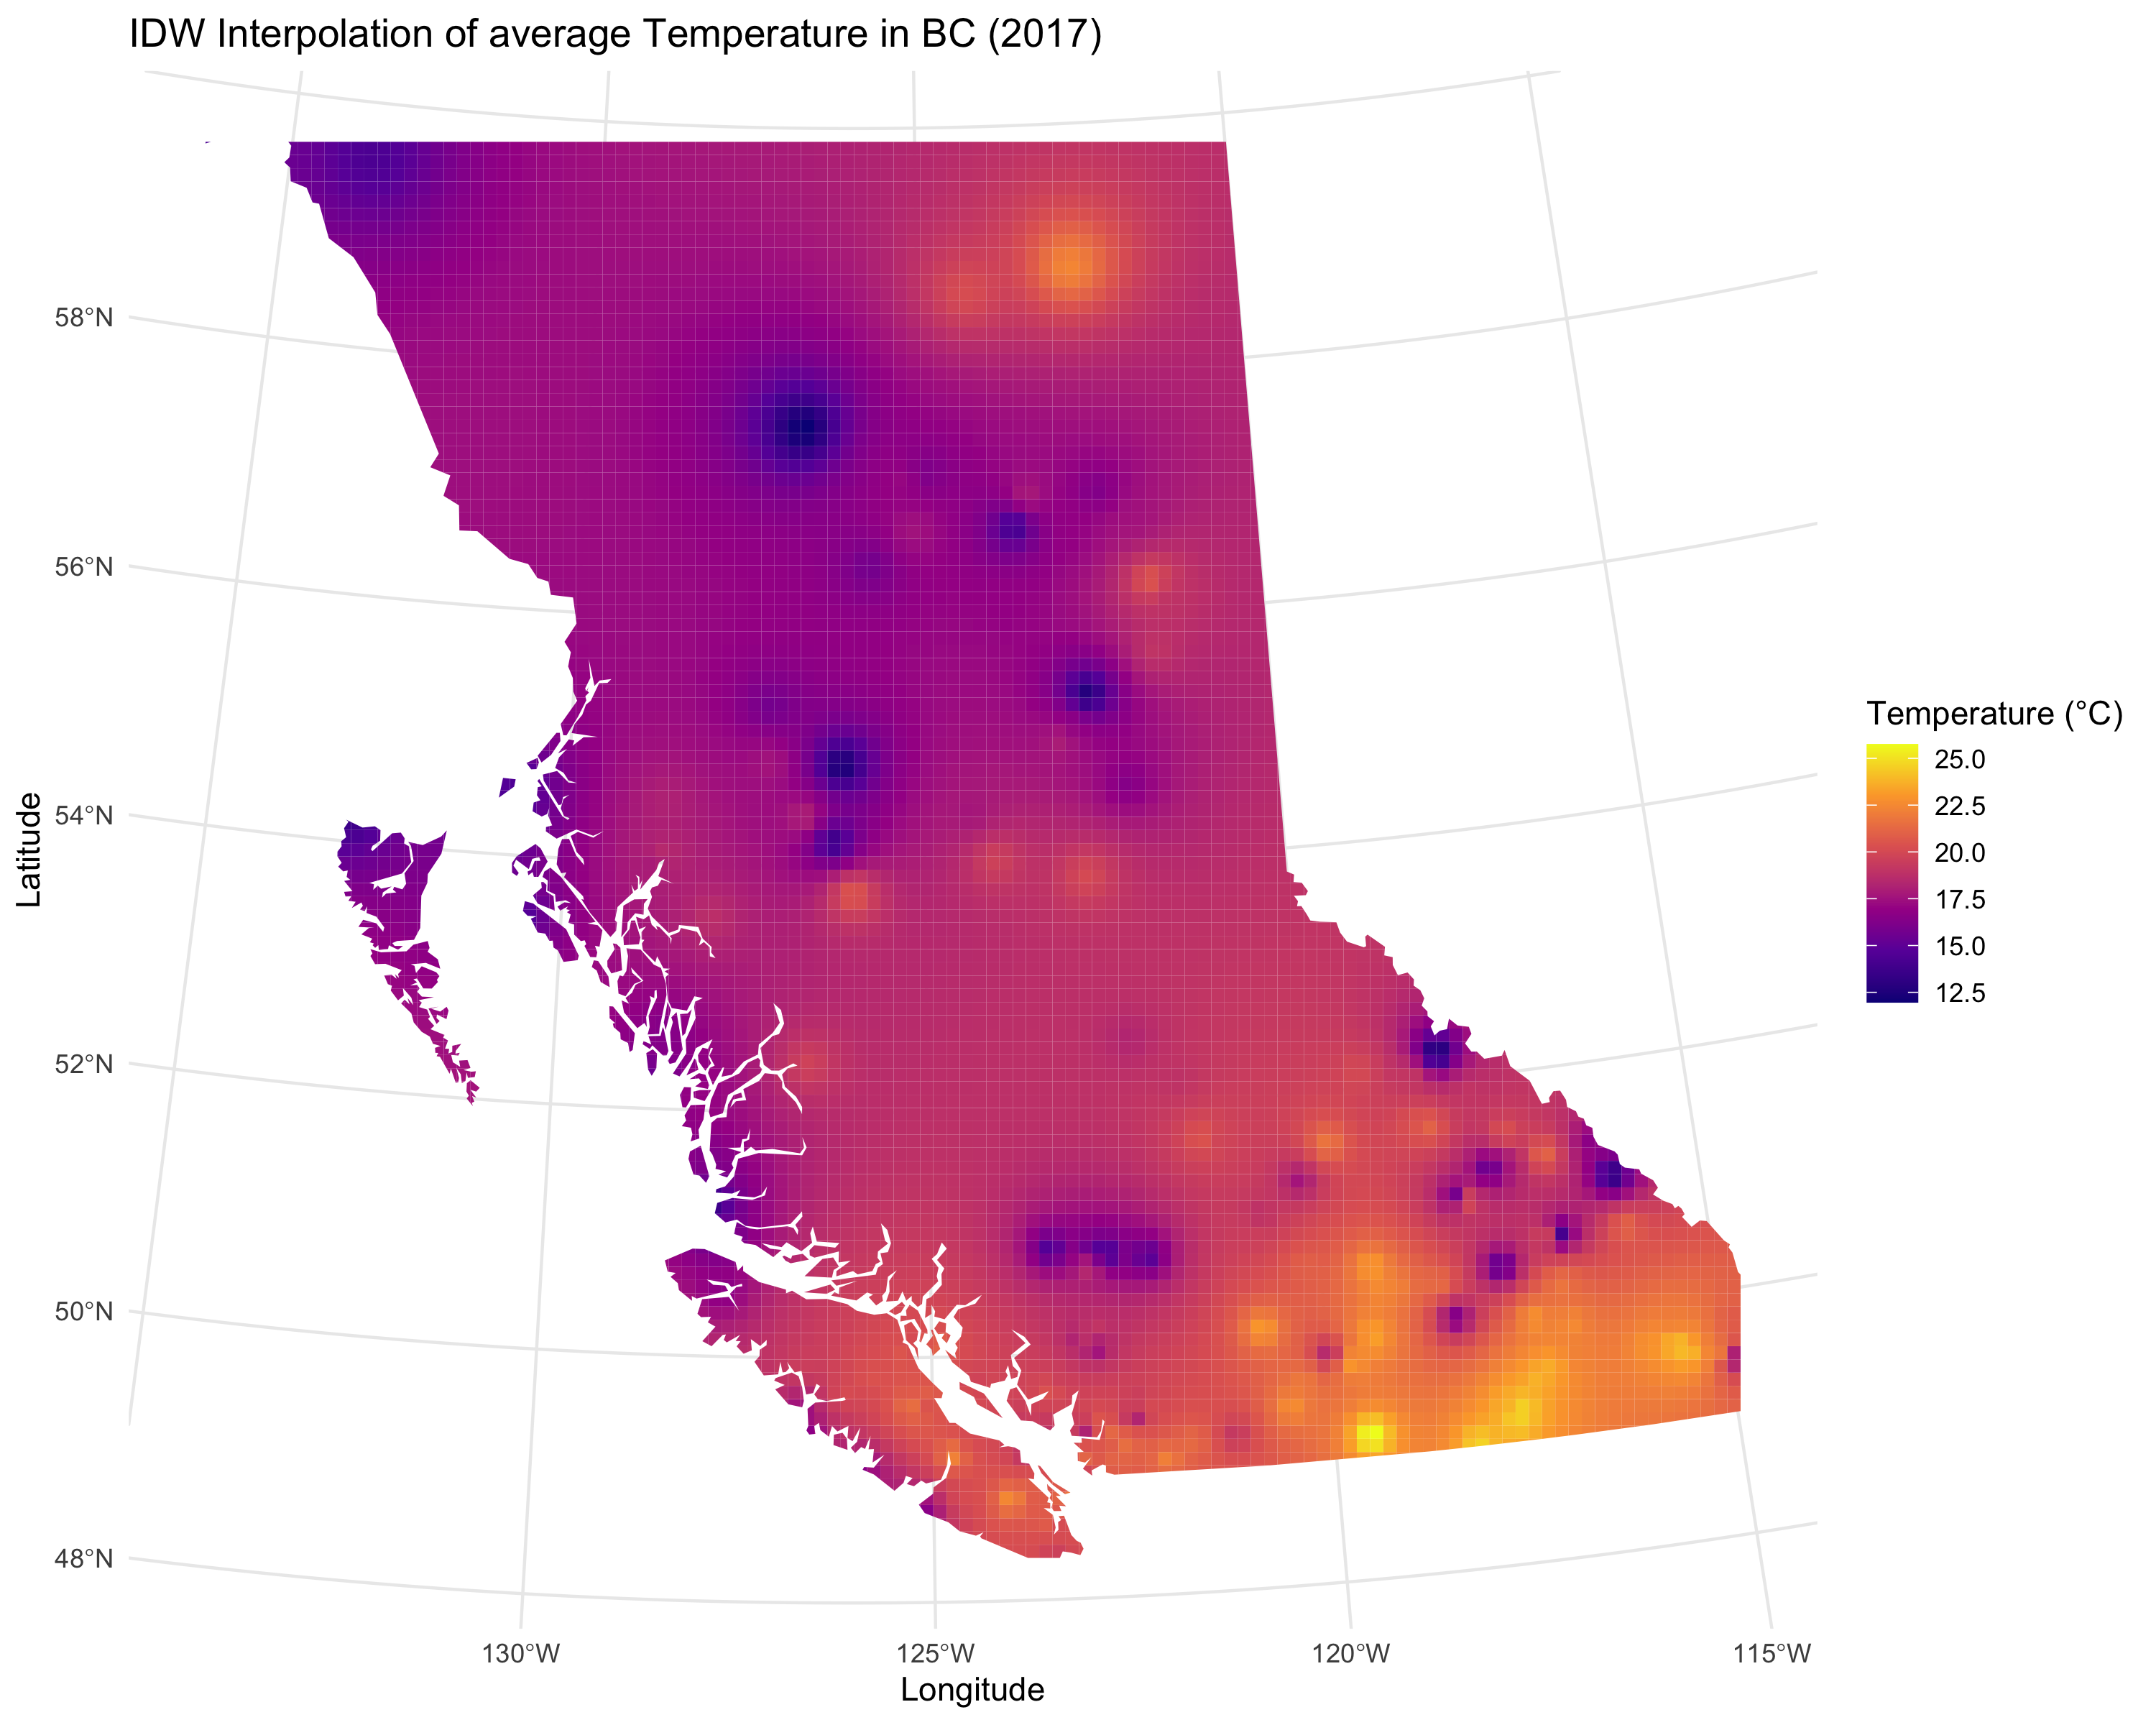 IDW Interpolation of average Temperature in BC (2017)
58°N
56°N
54°N
52°N
50°N
48°N
Latitude
130°W
125°W
120°W
115°W
Longitude
Temperature (°C)
25.0
22.5
20.0
17.5
15.0
12.5